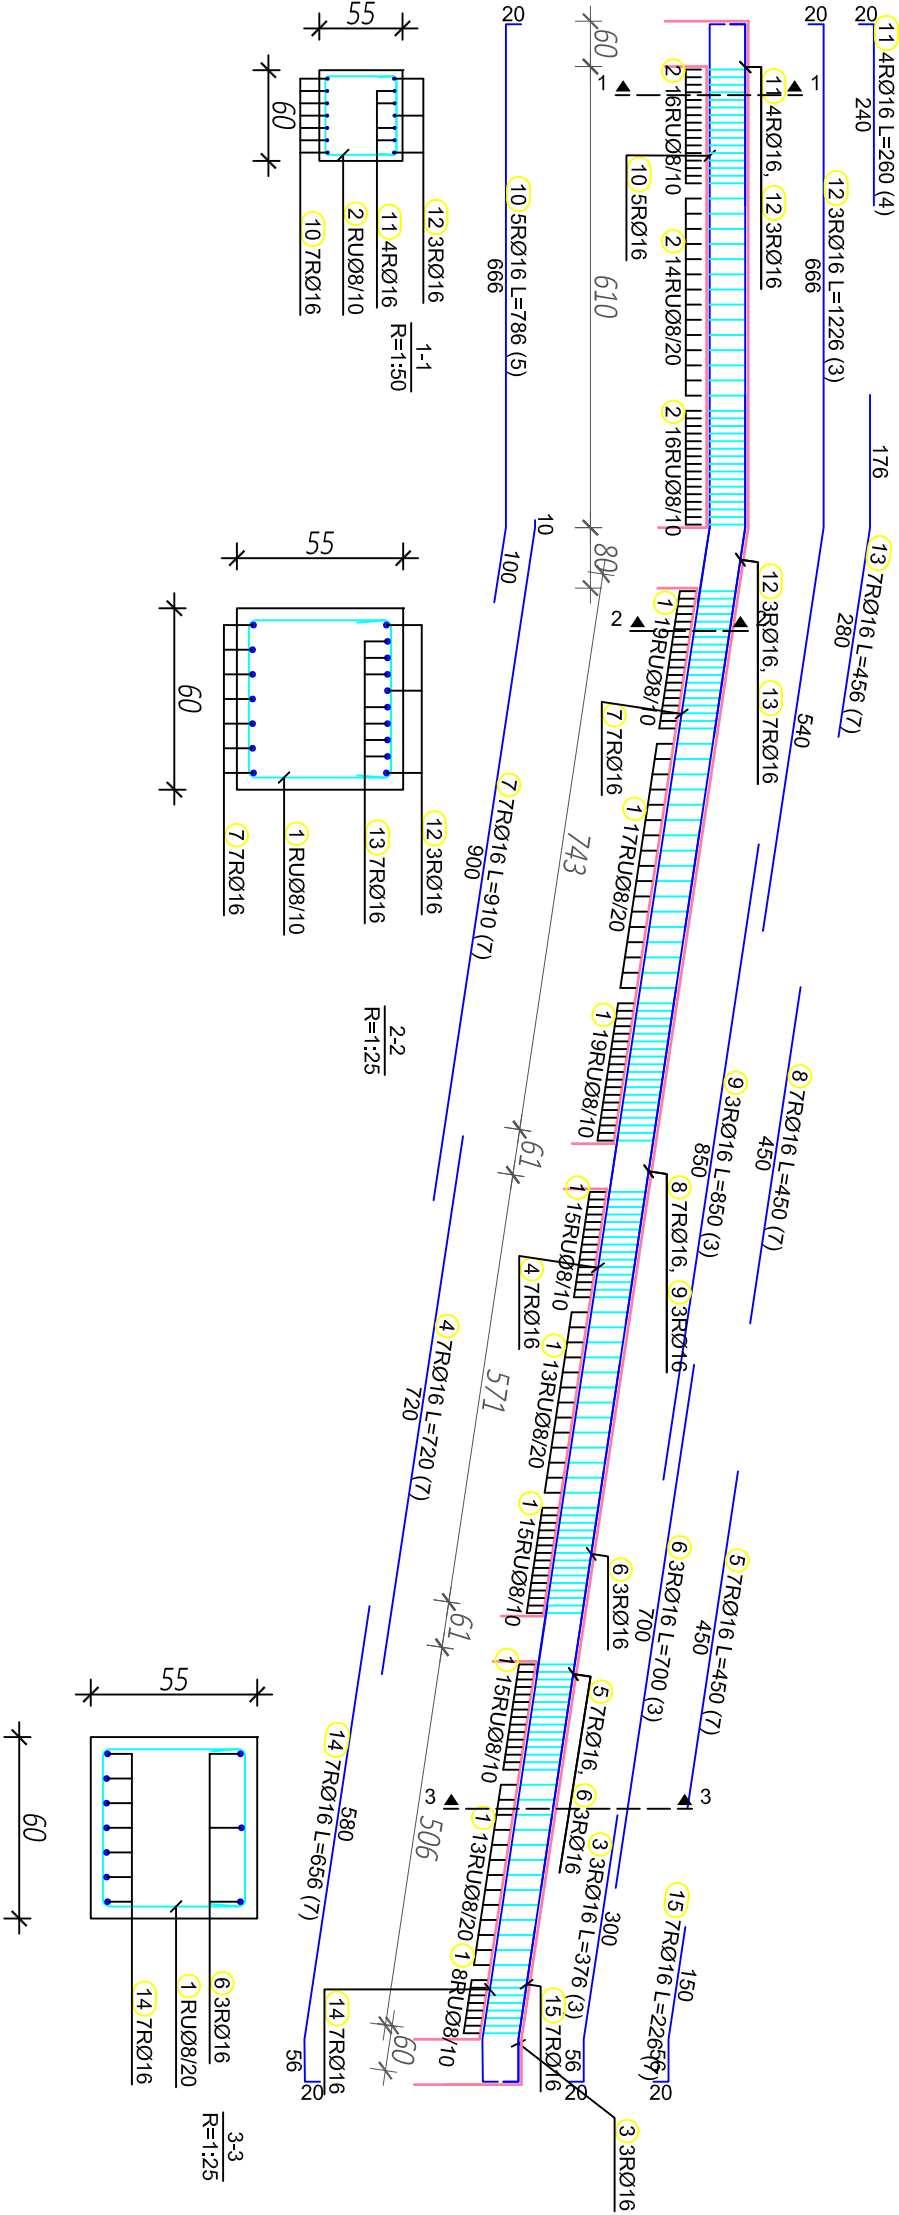 11 4RØ16 L=260 (4)
20
240
12 3RØ16 L=1226 (3)
20
666
540
176
13 7RØ16 L=456 (7)
280
8 7RØ16 L=450 (7)
450
9 3RØ16 L=850 (3)
850
5 7RØ16 L=450 (7)
450
6 3RØ16 L=700 (3)
700
15 7RØ16 L=226 (7)
150
56
20
3 3RØ16 L=376 (3)
300
56
20
11 4RØ16, 12 3RØ16
12 3RØ16, 13 7RØ16
8 7RØ16, 9 3RØ16
6 3RØ16
5 7RØ16, 6 3RØ16
15 7RØ16
3 3RØ16
1
1
2
2
3
3
2 16RUØ8/10
2 14RUØ8/20
2 16RUØ8/10
1 19RUØ8/10
1 17RUØ8/20
1 19RUØ8/10
1 15RUØ8/10
1 13RUØ8/20
1 15RUØ8/10
1 15RUØ8/10
1 13RUØ8/20
1 8RUØ8/10
10 5RØ16
7 7RØ16
4 7RØ16
14 7RØ16
60
610
80
743
61
571
61
506
60
10 5RØ16 L=786 (5)
20
666
100
7 7RØ16 L=910 (7)
10
900
4 7RØ16 L=720 (7)
720
14 7RØ16 L=656 (7)
580
56
20
55
60
12 3RØ16
11 4RØ16
2 RUØ8/10
10 7RØ16
1-1
R=1:50
55
60
12 3RØ16
13 7RØ16
1 RUØ8/10
7 7RØ16
2-2
R=1:25
55
60
6 3RØ16
1 RUØ8/20
14 7RØ16
3-3
R=1:25